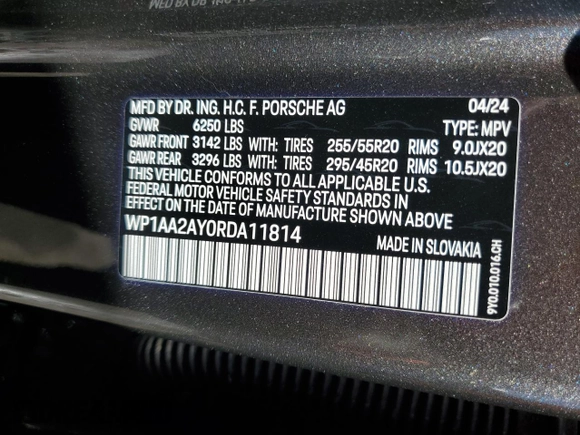 MFD BY DR. ING. H.C. F. PORSCHE AG 04/24
GVWR 6250 LBS TYPE: MPV
GAWR FRONT 3142 LBS WITH: TIRES 255/55R20 RIMS 9.0JX20
GAWR REAR 3296 LBS WITH: TIRES 295/45R20 RIMS 10.5JX20
THIS VEHICLE CONFORMS TO ALL APPLICABLE U.S.
FEDERAL MOTOR VEHICLE SAFETY STANDARDS IN
EFFECT ON THE DATE OF MANUFACTURE SHOWN ABOVE
WP1AA2AY0RDA11814 MADE IN SLOVAKIA
9Y0.010.016.CH